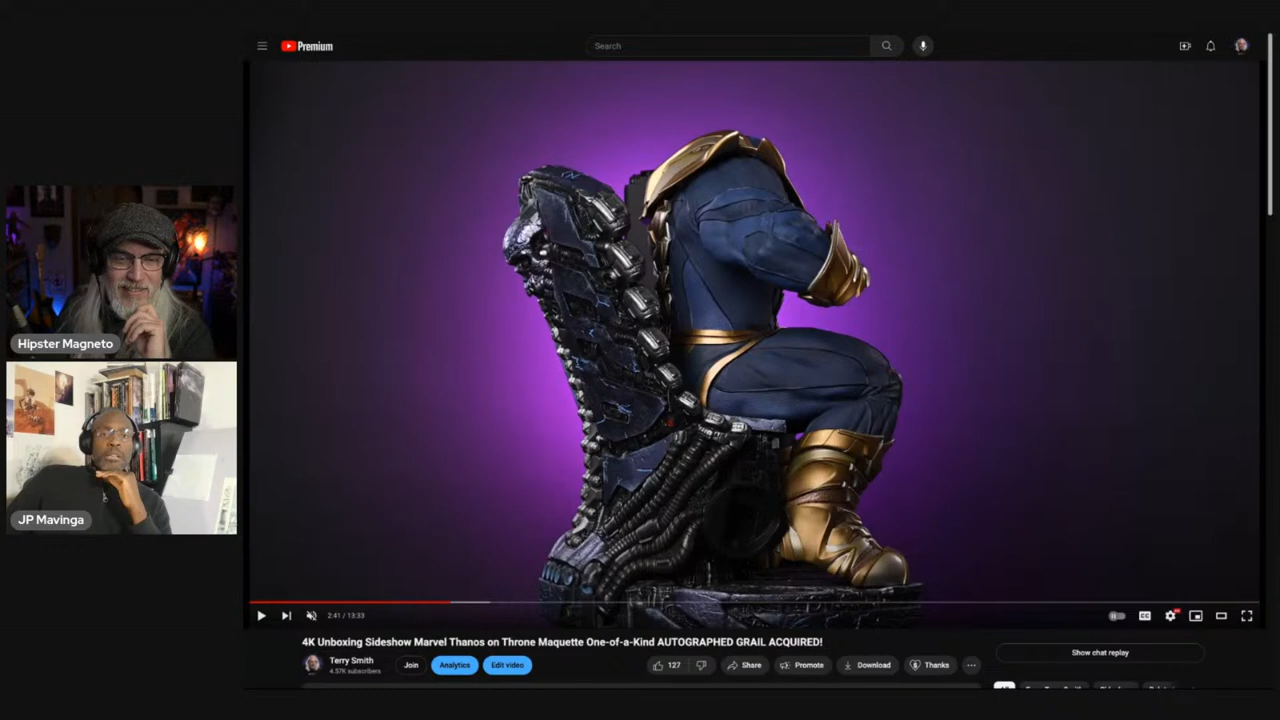 Premium
Search
Hipster Magneto
JP Mavinga
2:41 / 13:33
CC
4K Unboxing Sideshow Marvel Thanos on Throne Maquette One-of-a-Kind AUTOGRAPHED GRAIL ACQUIRED!
Terry Smith
4.57K subscribers
Join
Analytics
Edit video
127
Share
Promote
Download
Thanks
Show chat replay